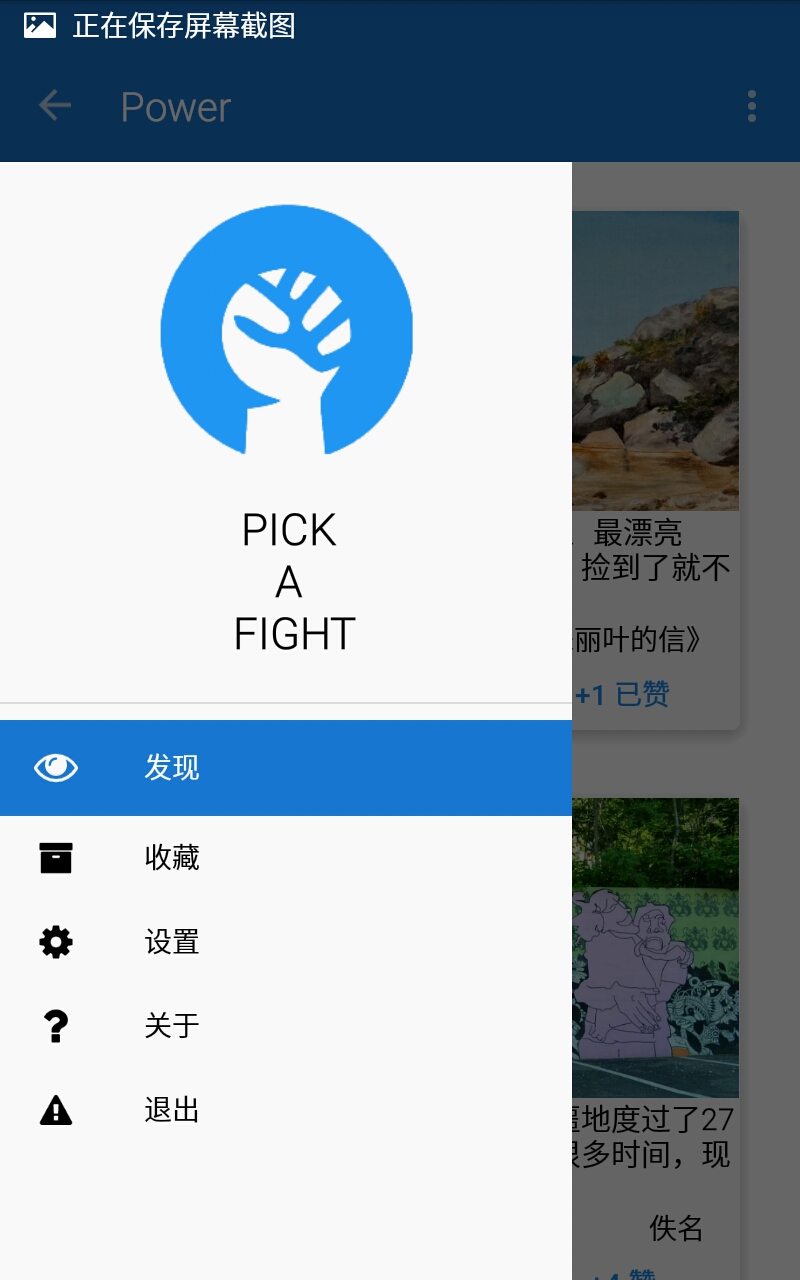 正在保存屏幕截图
Power
PICK
A
FIGHT
发现
收藏
设置
关于
退出
最漂亮
捡到了就不
丽叶的信》
+1 已赞
地度过了27
多时间，现
佚名